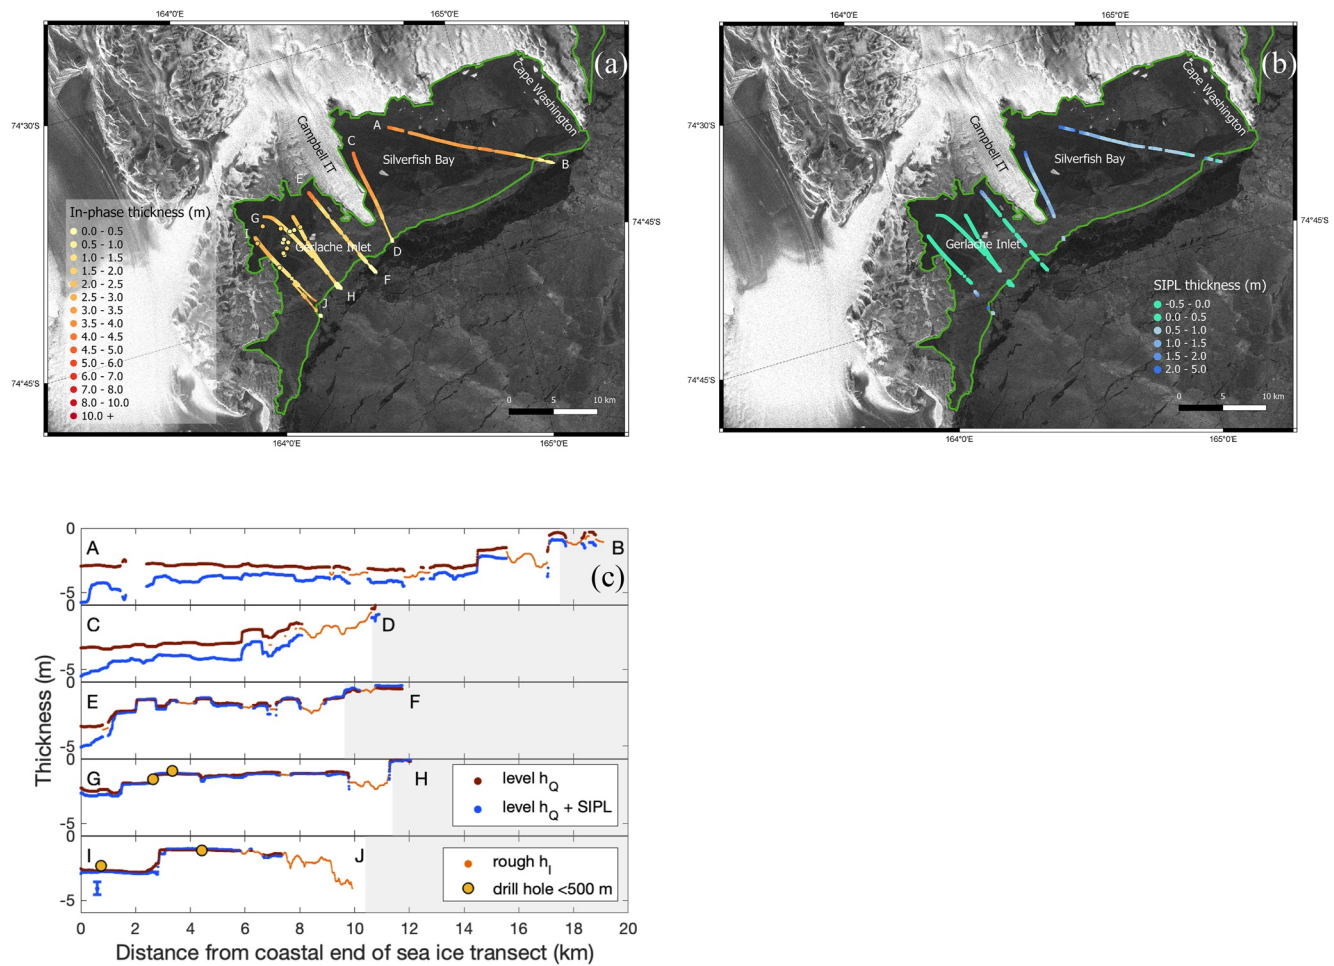 164°0'E
165°0'E
(a)
Cape Washington
74°30'S
A
C
Campbell IT
Silverfish Bay
B
E
In-phase thickness (m)
G
I
Gerlache Inlet
74°45'S
D
F
H
J
0.0 - 0.5
0.5 - 1.0
1.0 - 1.5
1.5 - 2.0
2.0 - 2.5
2.5 - 3.0
3.0 - 3.5
3.5 - 4.0
4.0 - 4.5
4.5 - 5.0
5.0 - 6.0
6.0 - 7.0
7.0 - 8.0
8.0 - 10.0
10.0 +
74°45'S
0 5 10 km
164°0'E
165°0'E
164°0'E
165°0'E
(b)
Cape Washington
74°30'S
Campbell IT
Silverfish Bay
Gerlache Inlet
74°45'S
SIPL thickness (m)
-0.5 - 0.0
0.0 - 0.5
0.5 - 1.0
1.0 - 1.5
1.5 - 2.0
2.0 - 5.0
74°45'S
0 5 10 km
164°0'E
165°0'E
0
A
B
(c)
-5
0
C
D
-5
0
E
F
-5
0
G
H
level hQ
level hQ + SIPL
-5
0
I
J
rough hI
drill hole <500 m
-5
Thickness (m)
0 2 4 6 8 10 12 14 16 18 20
Distance from coastal end of sea ice transect (km)